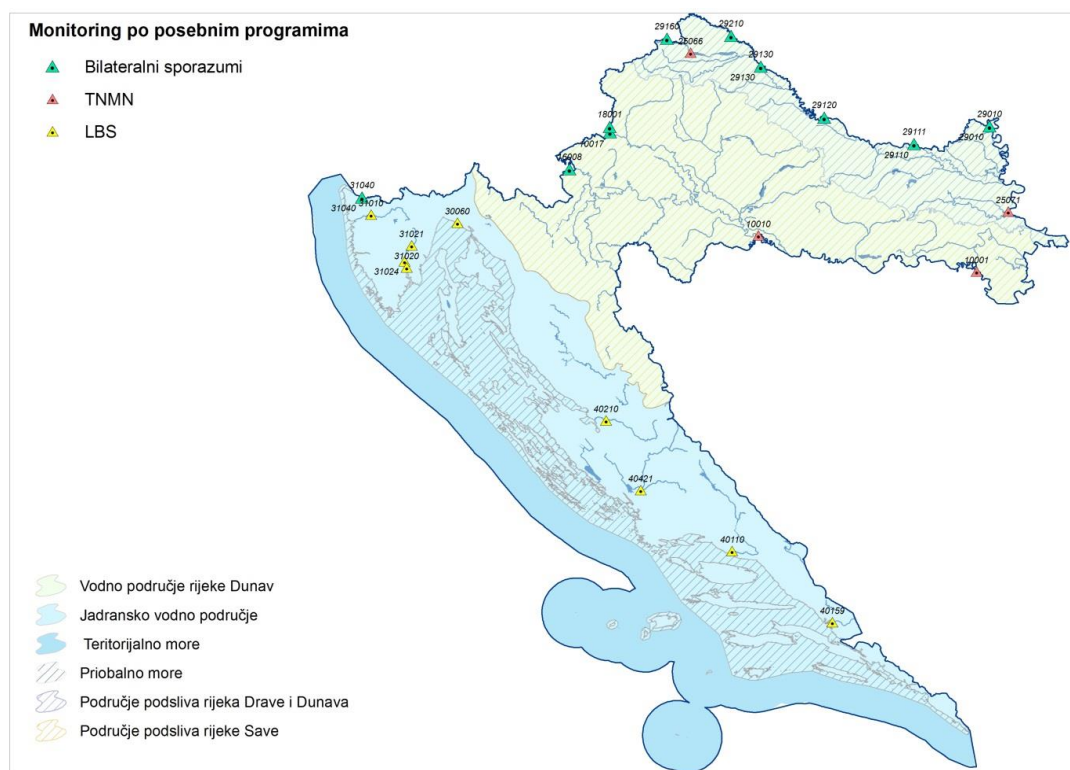 Monitoring po posebnim programima
Bilateralni sporazumi
TNMN
LBS
29160
29210
25066
29130
29130
29120
18001
10017
29111
29110
29010
29010
31040
31040
31010
30060
31021
31020
31024
25071
10010
10001
40210
40421
40110
40159
Vodno područje rijeke Dunav
Jadransko vodno područje
Teritorijalno more
Priobalno more
Područje podsliva rijeka Drave i Dunava
Područje podsliva rijeke Save